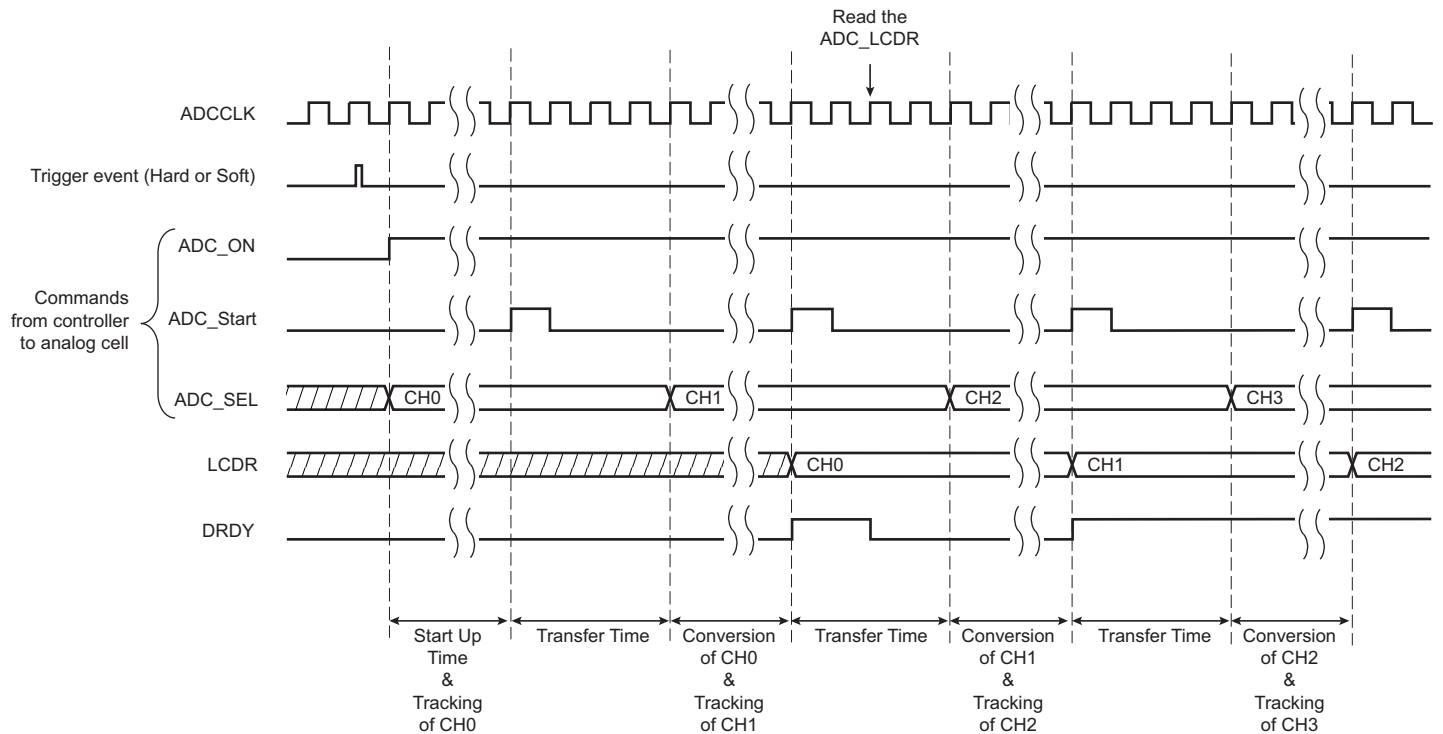 Read the
ADC_LCDR
ADCCLK
Trigger event (Hard or Soft)
ADC_ON
Commands
from controller
to analog cell
ADC_Start
ADC_SEL
CH0
CH1
CH2
CH3
LCDR
CH0
CH1
CH2
DRDY
Start Up
Time
&
Tracking
of CH0
Transfer Time
Conversion
of CH0
&
Tracking
of CH1
Transfer Time
Conversion
of CH1
&
Tracking
of CH2
Transfer Time
Conversion
of CH2
&
Tracking
of CH3